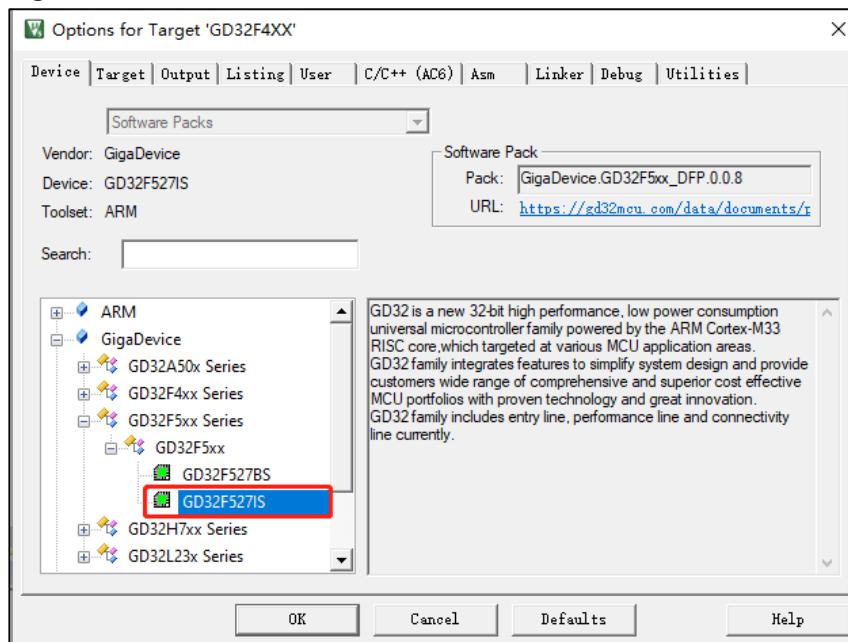 Options for Target 'GD32F4XX'
Device Target Output Listing User C/C++ (AC6) Asm Linker Debug Utilities
Software Packs
Vendor: GigaDevice
Device: GD32F527IS
Toolset: ARM
Search:
Software Pack
Pack: GigaDevice.GD32F5xx_DFP.0.0.8
URL: https://gd32mcu.com/data/documents/p
ARM
GigaDevice
GD32A50x Series
GD32F4xx Series
GD32F5xx Series
GD32F5xx
GD32F527BS
GD32F527IS
GD32H7xx Series
GD32L23x Series
GD32 is a new 32-bit high performance, low power consumption
universal microcontroller family powered by the ARM Cortex-M33
RISC core,which targeted at various MCU application areas.
GD32 family integrates features to simplify system design and provide
customers wide range of comprehensive and superior cost effective
MCU portfolios with proven technology and great innovation.
GD32 family includes entry line, performance line and connectivity
line currently.
OK Cancel Defaults Help